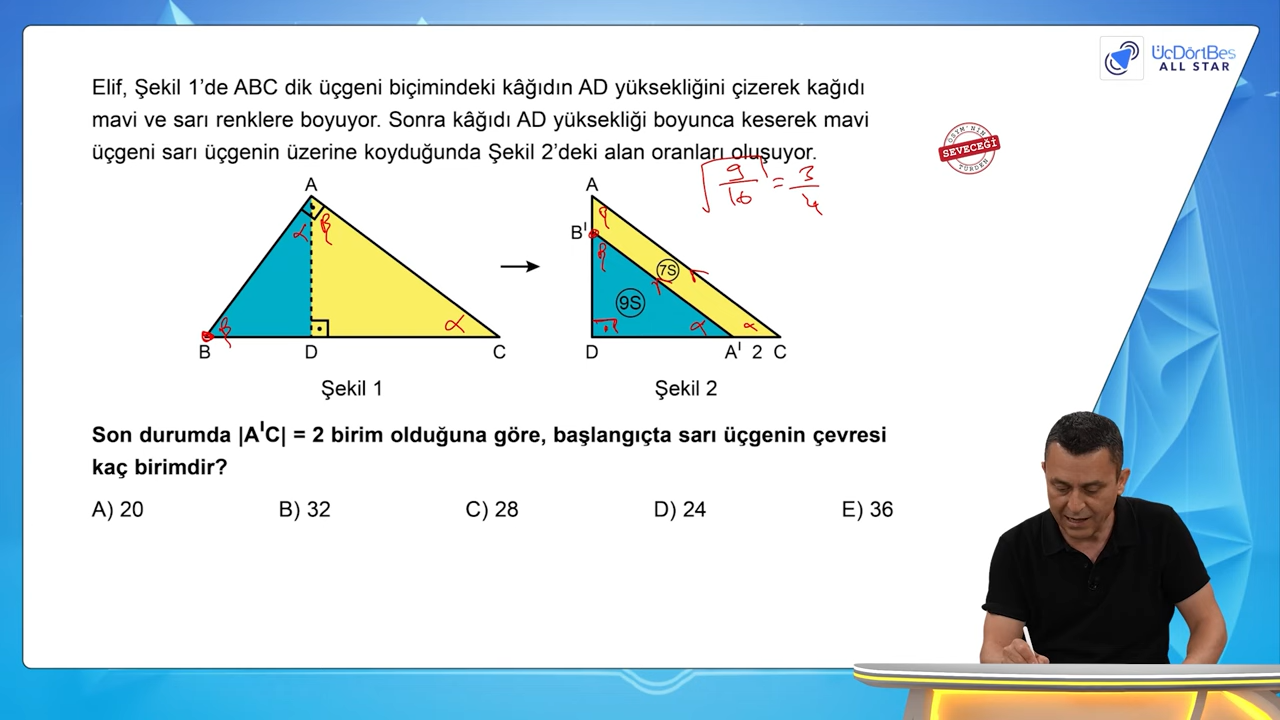 ÜçDörtBeş
ALL STAR
Elif, Şekil 1’de ABC dik üçgeni biçimindeki kâğıdın AD yüksekliğini çizerek kağıdı
mavi ve sarı renklere boyuyor. Sonra kâğıdı AD yüksekliği boyunca keserek mavi
üçgeni sarı üçgenin üzerine koyduğunda Şekil 2’deki alan oranları oluşuyor.
ÖSYM'NİN
SEVECEĞİ
TÜRDEN
√9/16 = 3/4
A
α β
β α
B D C
Şekil 1
A
B'
β
7S
9S
α α
D A' 2 C
Şekil 2
Son durumda |A'C| = 2 birim olduğuna göre, başlangıçta sarı üçgenin çevresi
kaç birimdir?
A) 20 B) 32 C) 28 D) 24 E) 36